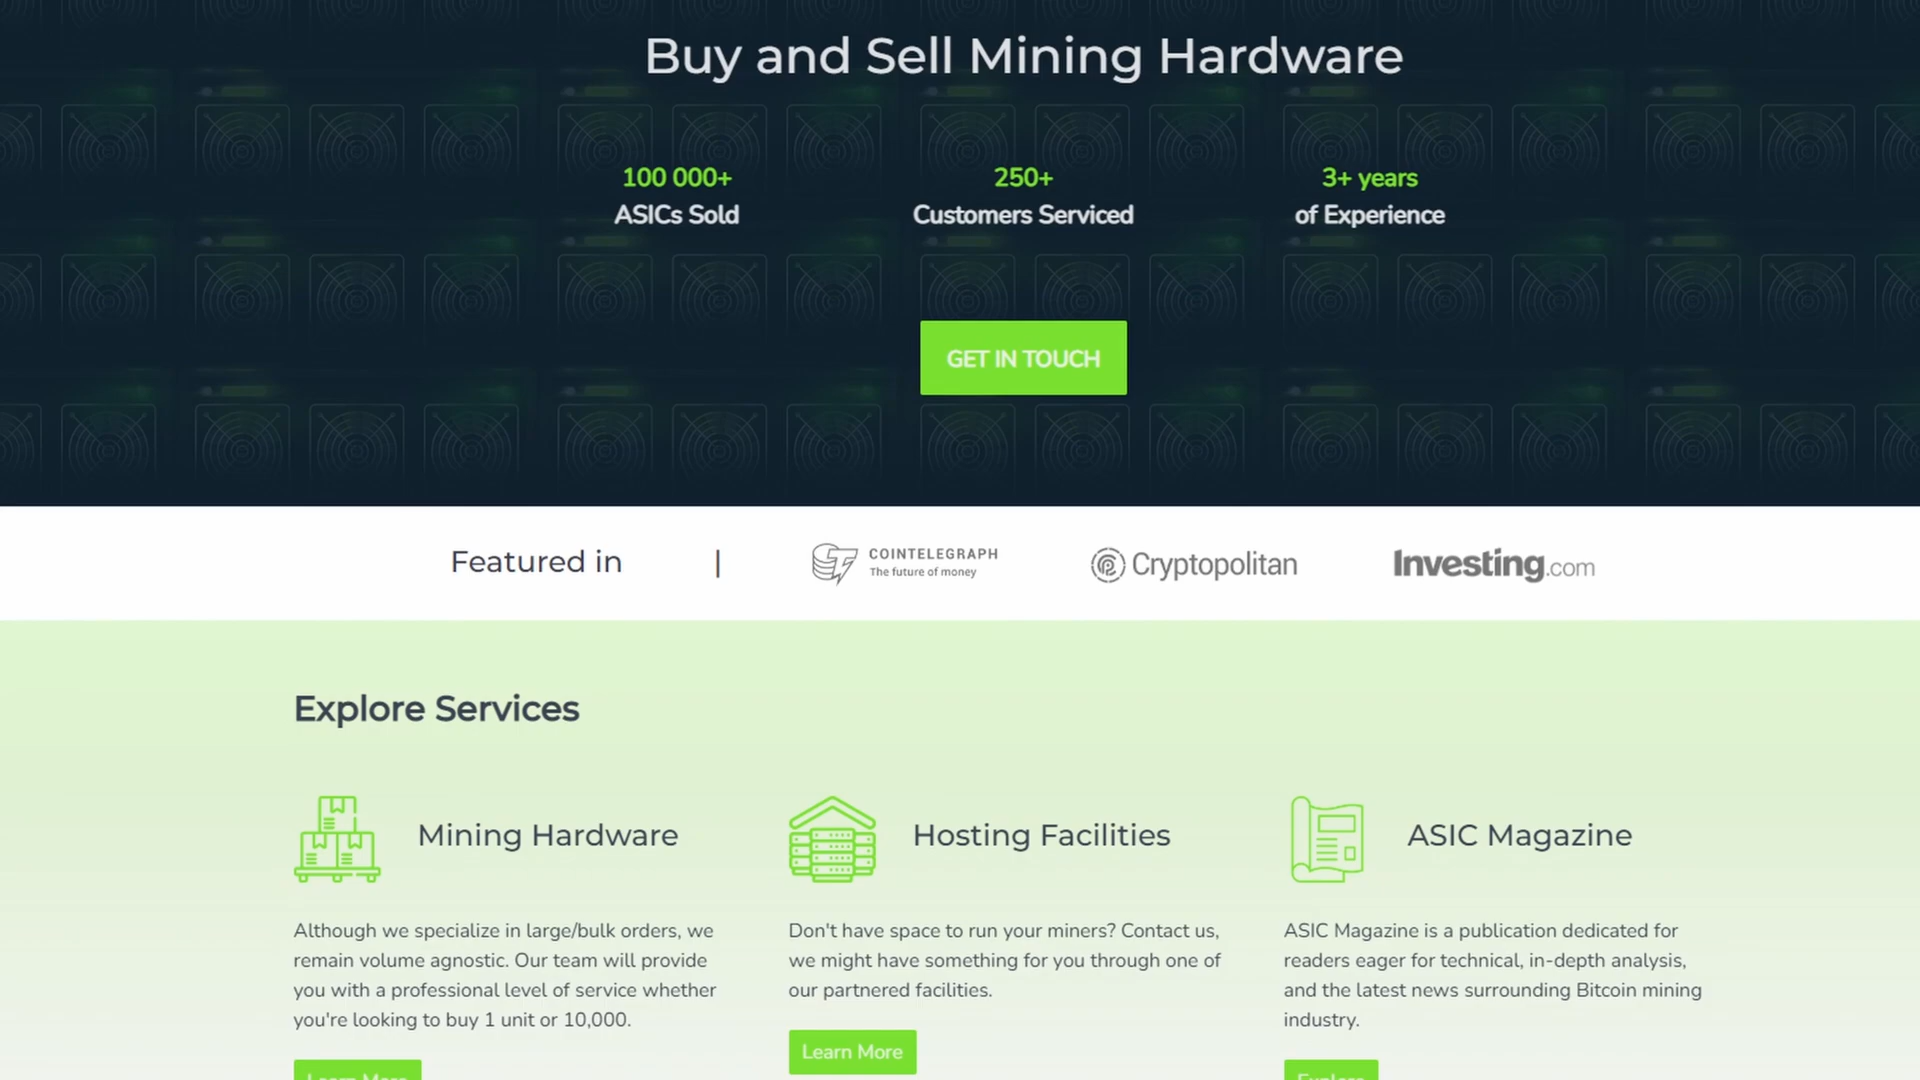 Buy and Sell Mining Hardware
100 000+
ASICs Sold
250+
Customers Serviced
3+ years
of Experience
GET IN TOUCH
Featured in |
COINTELEGRAPH
The future of money
Cryptopolitan
Investing.com
Explore Services
Mining Hardware
Although we specialize in large/bulk orders, we
remain volume agnostic. Our team will provide
you with a professional level of service whether
you're looking to buy 1 unit or 10,000.
Learn More
Hosting Facilities
Don't have space to run your miners? Contact us,
we might have something for you through one of
our partnered facilities.
Learn More
ASIC Magazine
ASIC Magazine is a publication dedicated for
readers eager for technical, in-depth analysis,
and the latest news surrounding Bitcoin mining
industry.
Explore